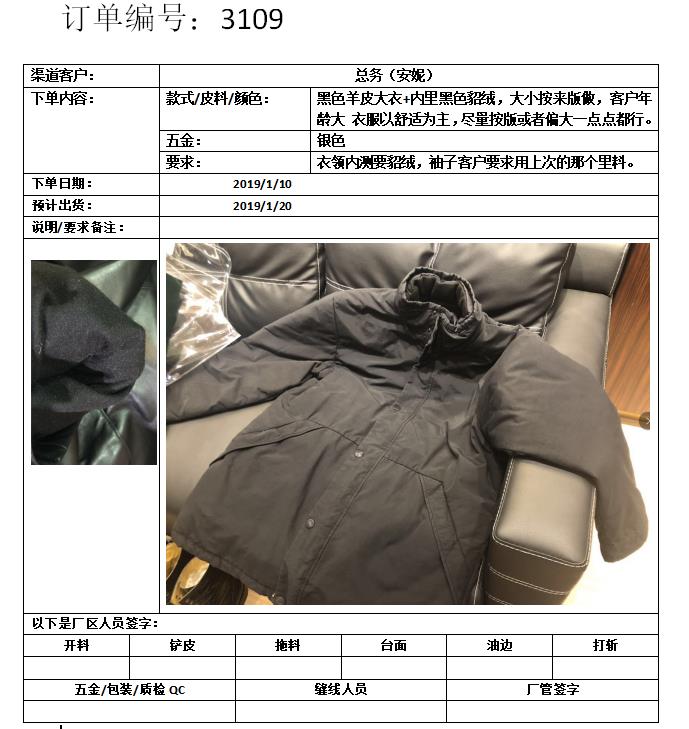 订单编号：3109
渠道客户： 总务（安妮）
下单内容： 款式/皮料/颜色： 黑色羊皮大衣+内里黑色貂绒，大小按来版做，客户年
龄大 衣服以舒适为主，尽量按版或者偏大一点点都行。
五金： 银色
要求： 衣领内测要貂绒，袖子客户要求用上次的那个里料。
下单日期： 2019/1/10
预计出货： 2019/1/20
说明/要求备注：
以下是厂区人员签字：
开料 铲皮 拖料 台面 油边 打斩
五金/包装/质检 QC 缝线人员 厂管签字